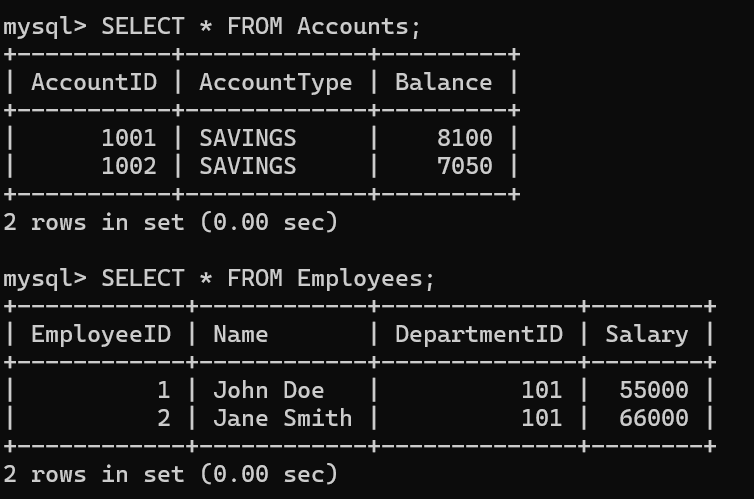 mysql> SELECT * FROM Accounts;
+-----------+-------------+---------+
| AccountID | AccountType | Balance |
+-----------+-------------+---------+
|      1001 | SAVINGS     |    8100 |
|      1002 | SAVINGS     |    7050 |
+-----------+-------------+---------+
2 rows in set (0.00 sec)

mysql> SELECT * FROM Employees;
+------------+------------+--------------+--------+
| EmployeeID | Name       | DepartmentID | Salary |
+------------+------------+--------------+--------+
|          1 | John Doe   |          101 |  55000 |
|          2 | Jane Smith |          101 |  66000 |
+------------+------------+--------------+--------+
2 rows in set (0.00 sec)